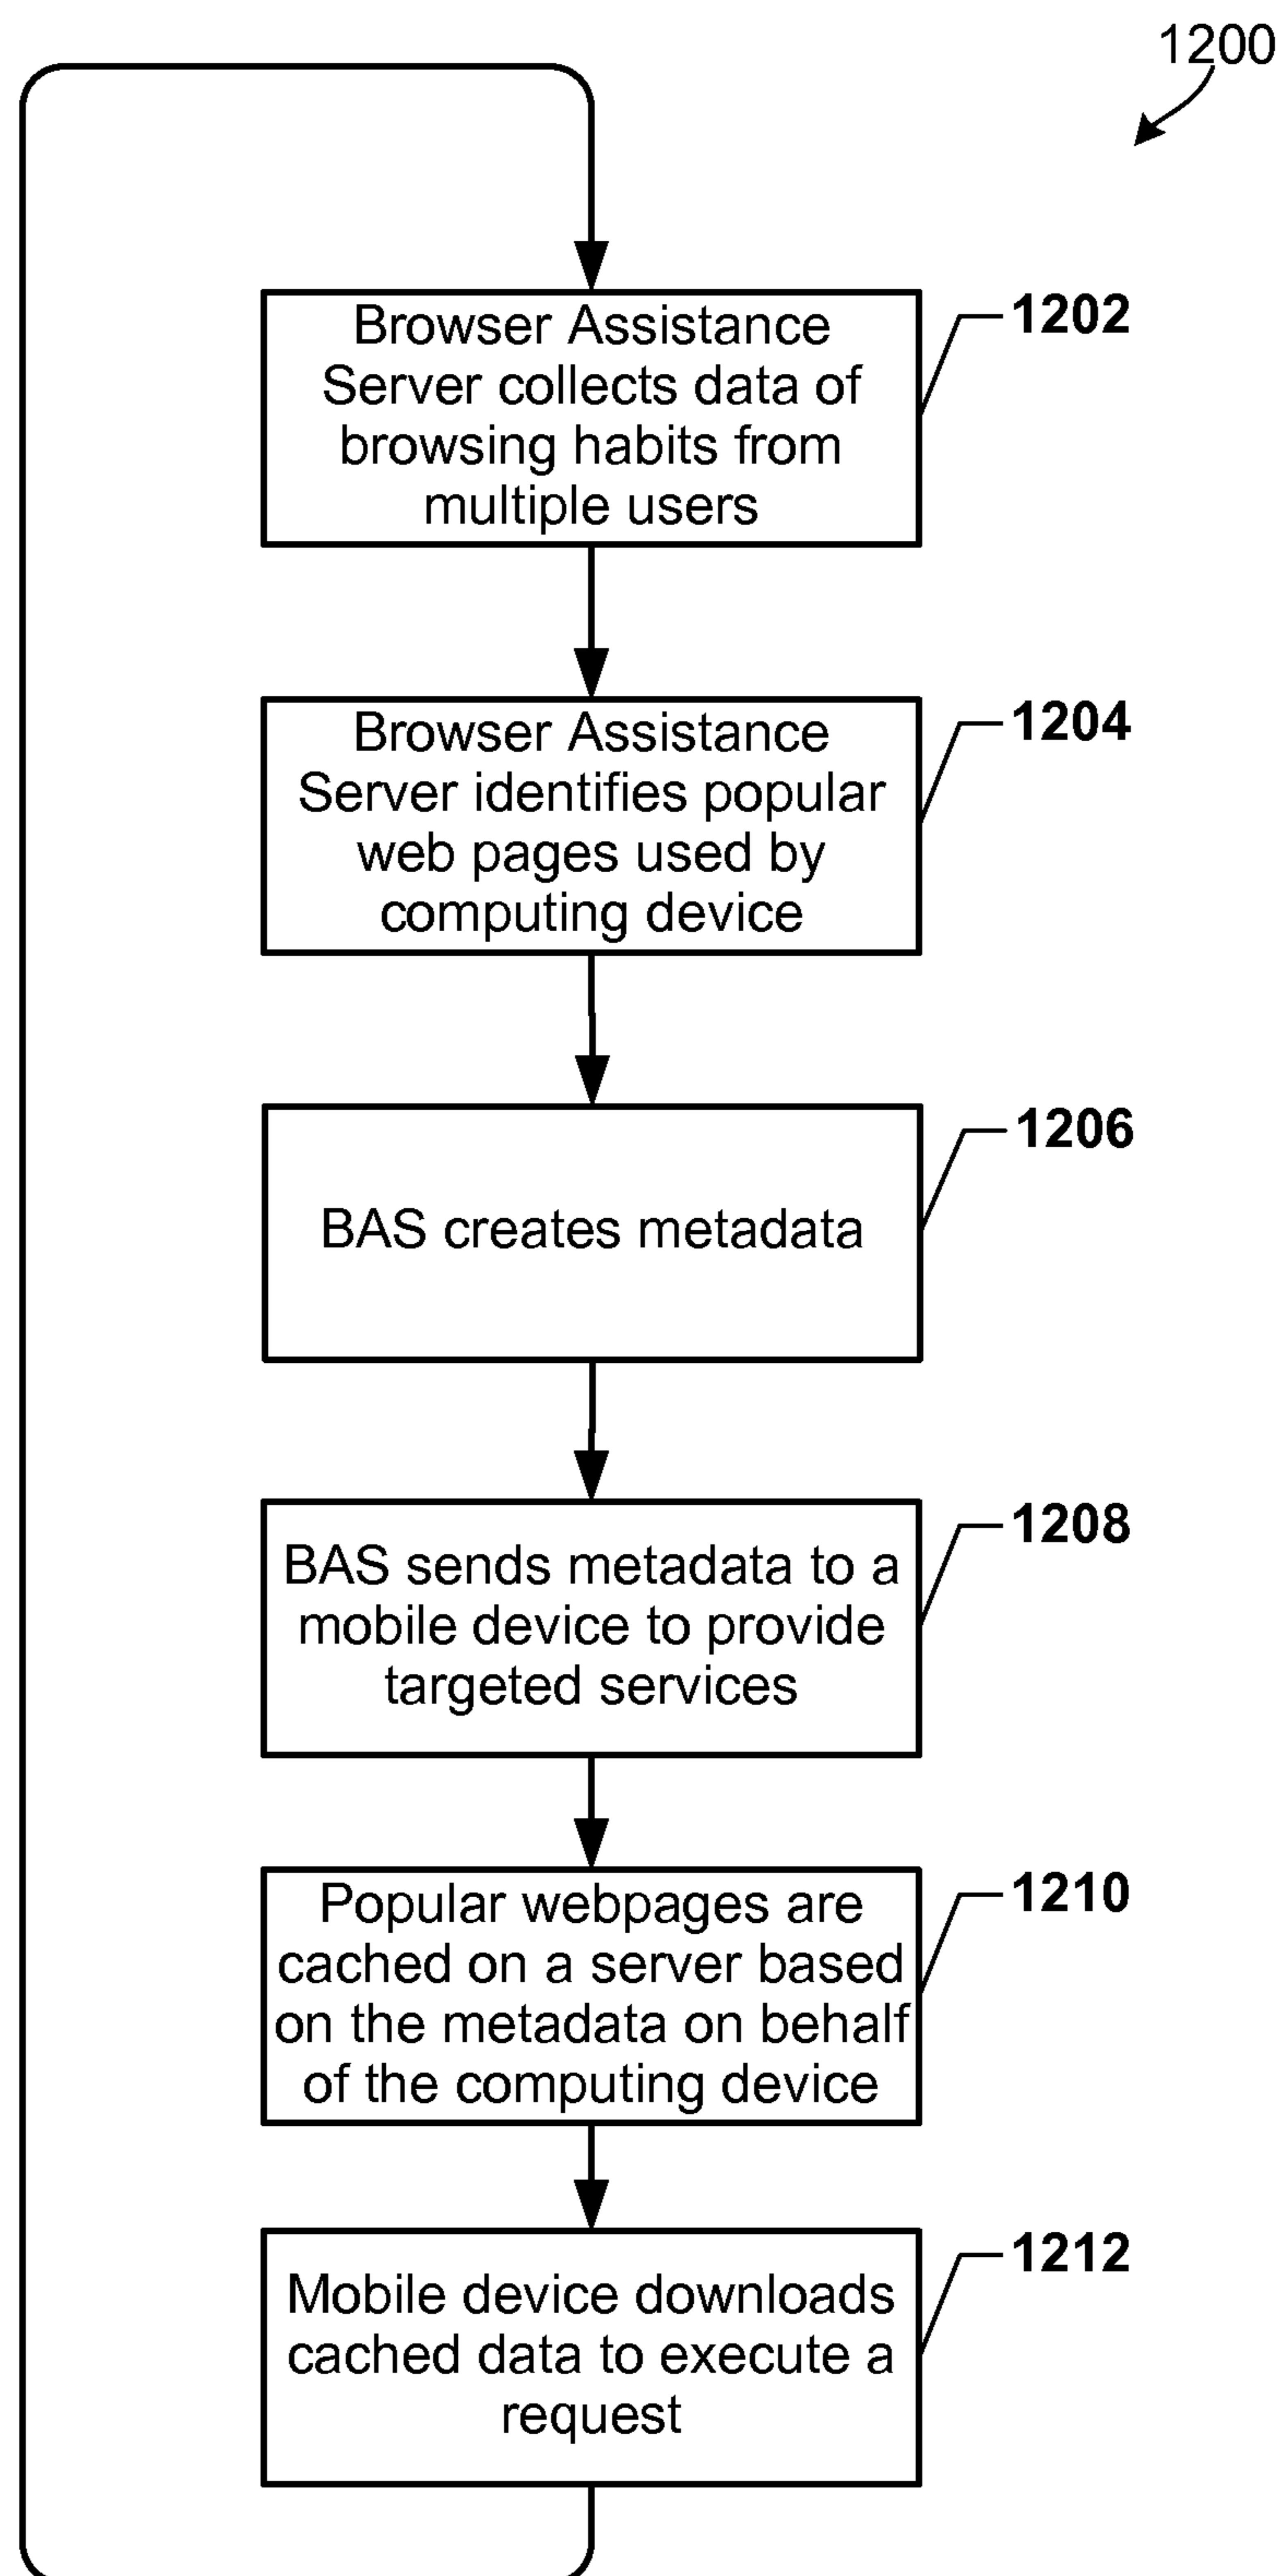 1200
Browser Assistance
Server collects data of
browsing habits from
multiple users
1202
Browser Assistance
Server identifies popular
web pages used by
computing device
1204
BAS creates metadata
1206
BAS sends metadata to a
mobile device to provide
targeted services
1208
Popular webpages are
cached on a server based
on the metadata on behalf
of the computing device
1210
Mobile device downloads
cached data to execute a
request
1212